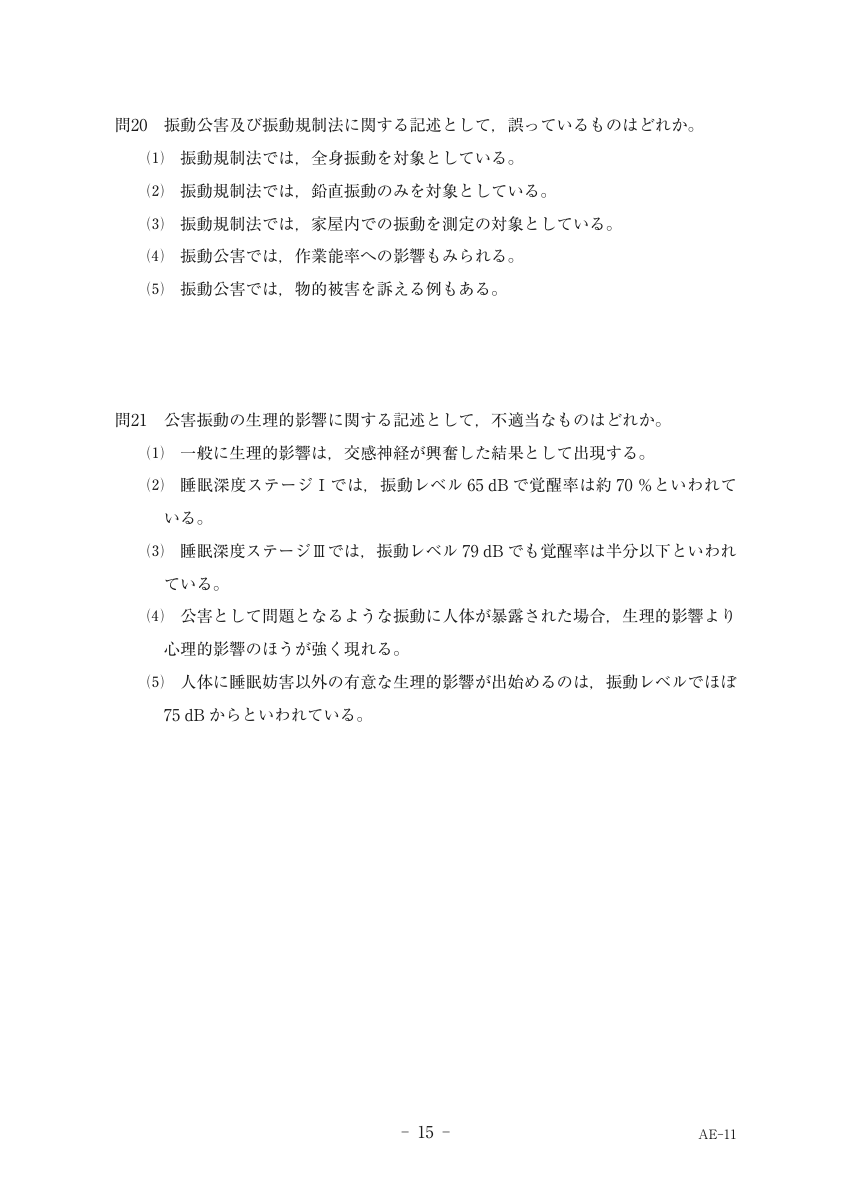 問20　振動公害及び振動規制法に関する記述として，誤っているものはどれか。
⑴　振動規制法では，全身振動を対象としている。
⑵　振動規制法では，鉛直振動のみを対象としている。
⑶　振動規制法では，家屋内での振動を測定の対象としている。
⑷　振動公害では，作業能率への影響もみられる。
⑸　振動公害では，物的被害を訴える例もある。
問21　公害振動の生理的影響に関する記述として，不適当なものはどれか。
⑴　一般に生理的影響は，交感神経が興奮した結果として出現する。
⑵　睡眠深度ステージⅠでは，振動レベル 65 dB で覚醒率は約 70 ％といわれて
いる。
⑶　睡眠深度ステージⅢでは，振動レベル 79 dB でも覚醒率は半分以下といわれ
ている。
⑷　公害として問題となるような振動に人体が暴露された場合，生理的影響より
心理的影響のほうが強く現れる。
⑸　人体に睡眠妨害以外の有意な生理的影響が出始めるのは，振動レベルでほぼ
75 dB からといわれている。
－ 15 －
AE－11